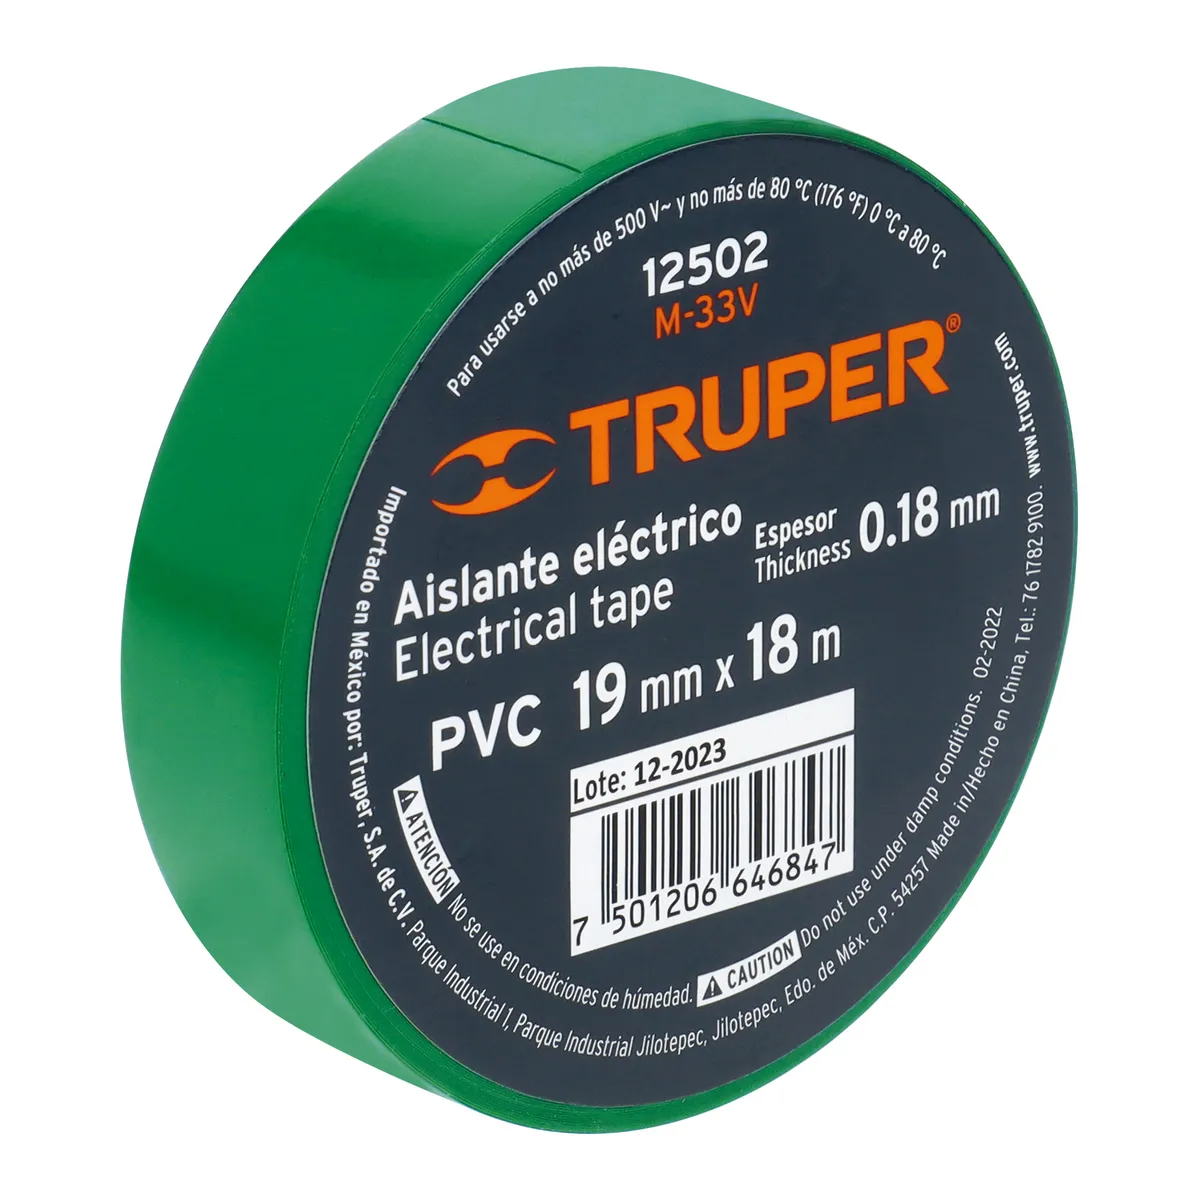 Para usarse a no más de 500 V~ y no más de 80 °C (176 °F) 0 °C a 80 °C
12502
M-33V
TRUPER®
Aislante eléctrico
Electrical tape
Espesor
Thickness
0.18 mm
PVC 19 mm x 18 m
Lote: 12-2023
7 501206 646847
ATENCIÓN No se use en condiciones de húmedad.
CAUTION Do not use under damp conditions. 02-2022
Importado en México por: Truper, S.A. de C.V. Parque Industrial 1, Parque Industrial Jilotepec, Jilotepec, Edo. de Méx. C.P. 54257 Made in/Hecho en China, Tel.: 76 1782 9100. www.truper.com